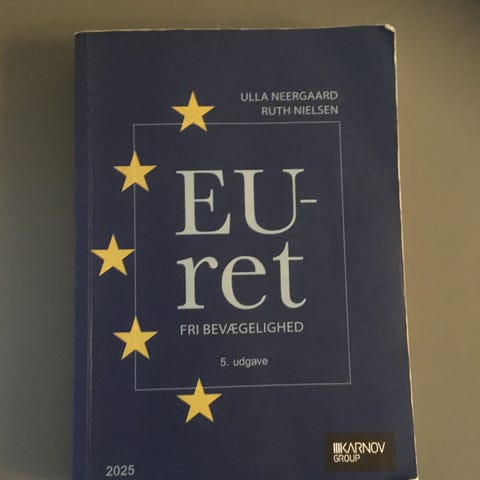 ULLA NEERGAARD
RUTH NIELSEN
EU-
ret
FRI BEVÆGELIGHED
5. udgave
KARNOV
GROUP
2025